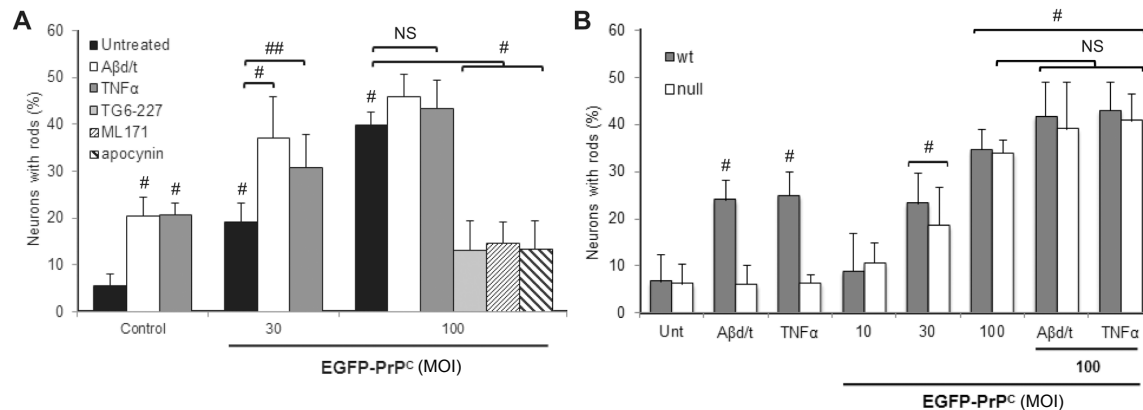 A
Neurons with rods (%)
60
50
40
30
20
10
0
Untreated
Aβd/t
TNFα
TG6-227
ML171
apocynin
#
#
#
#
##
#
NS
#
Control
30
100
EGFP-PrPᶜ (MOI)
B
Neurons with rods (%)
60
50
40
30
20
10
0
wt
null
#
#
#
NS
#
Unt
Aβd/t
TNFα
10
30
100
Aβd/t
TNFα
100
EGFP-PrPᶜ (MOI)